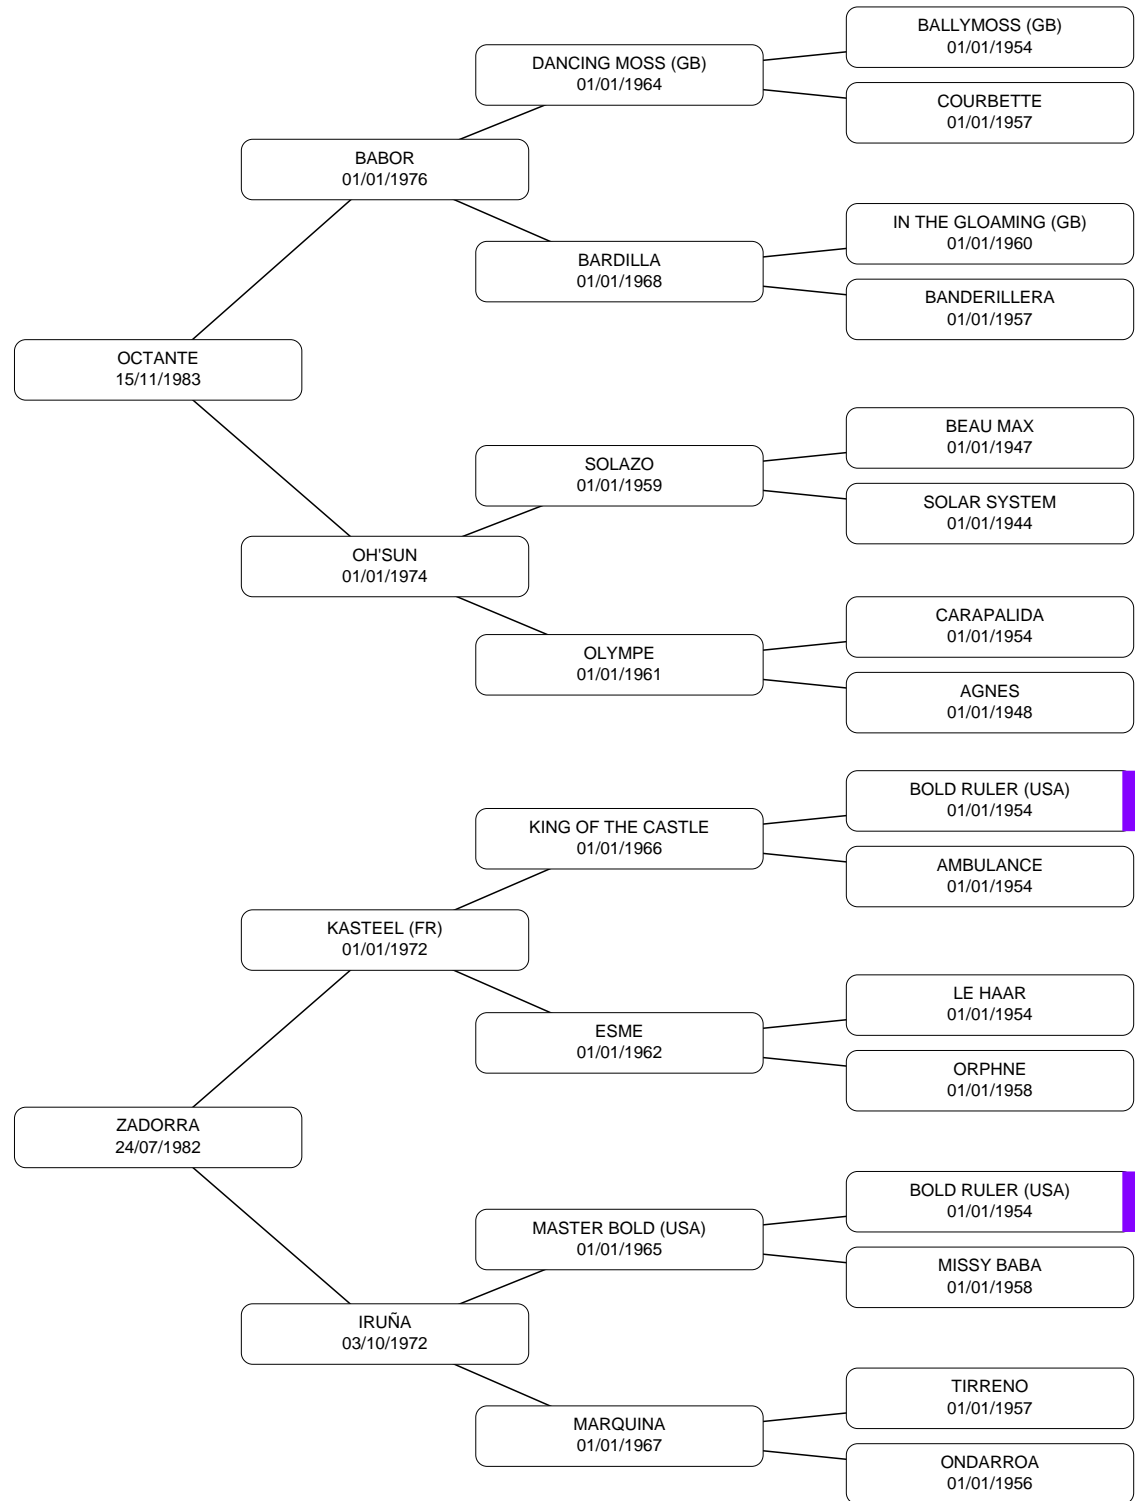 BALLYMOSS (GB)
01/01/1954
DANCING MOSS (GB)
01/01/1964
COURBETTE
01/01/1957
BABOR
01/01/1976
IN THE GLOAMING (GB)
01/01/1960
BARDILLA
01/01/1968
BANDERILLERA
01/01/1957
OCTANTE
15/11/1983
BEAU MAX
01/01/1947
SOLAZO
01/01/1959
SOLAR SYSTEM
01/01/1944
OH'SUN
01/01/1974
CARAPALIDA
01/01/1954
OLYMPE
01/01/1961
AGNES
01/01/1948
BOLD RULER (USA)
01/01/1954
KING OF THE CASTLE
01/01/1966
AMBULANCE
01/01/1954
KASTEEL (FR)
01/01/1972
LE HAAR
01/01/1954
ESME
01/01/1962
ORPHNE
01/01/1958
ZADORRA
24/07/1982
BOLD RULER (USA)
01/01/1954
MASTER BOLD (USA)
01/01/1965
MISSY BABA
01/01/1958
IRUÑA
03/10/1972
TIRRENO
01/01/1957
MARQUINA
01/01/1967
ONDARROA
01/01/1956